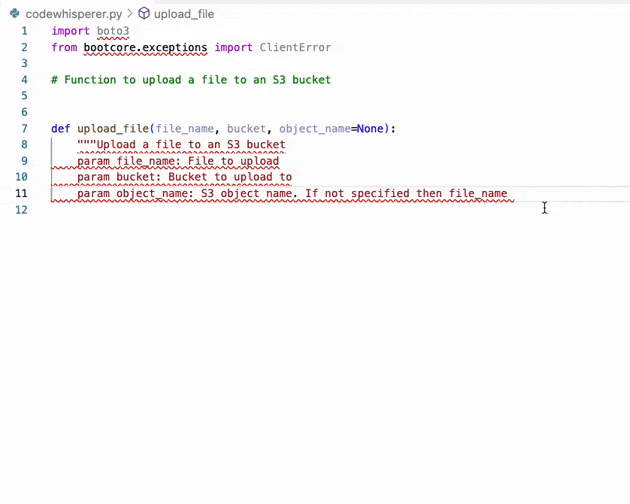 codewhisperer.py > upload_file
1 import boto3
2 from bootcore.exceptions import ClientError
3
4 # Function to upload a file to an S3 bucket
5
6
7 def upload_file(file_name, bucket, object_name=None):
8 """Upload a file to an S3 bucket
9 param file_name: File to upload
10 param bucket: Bucket to upload to
11 param object_name: S3 object name. If not specified then file_name
12